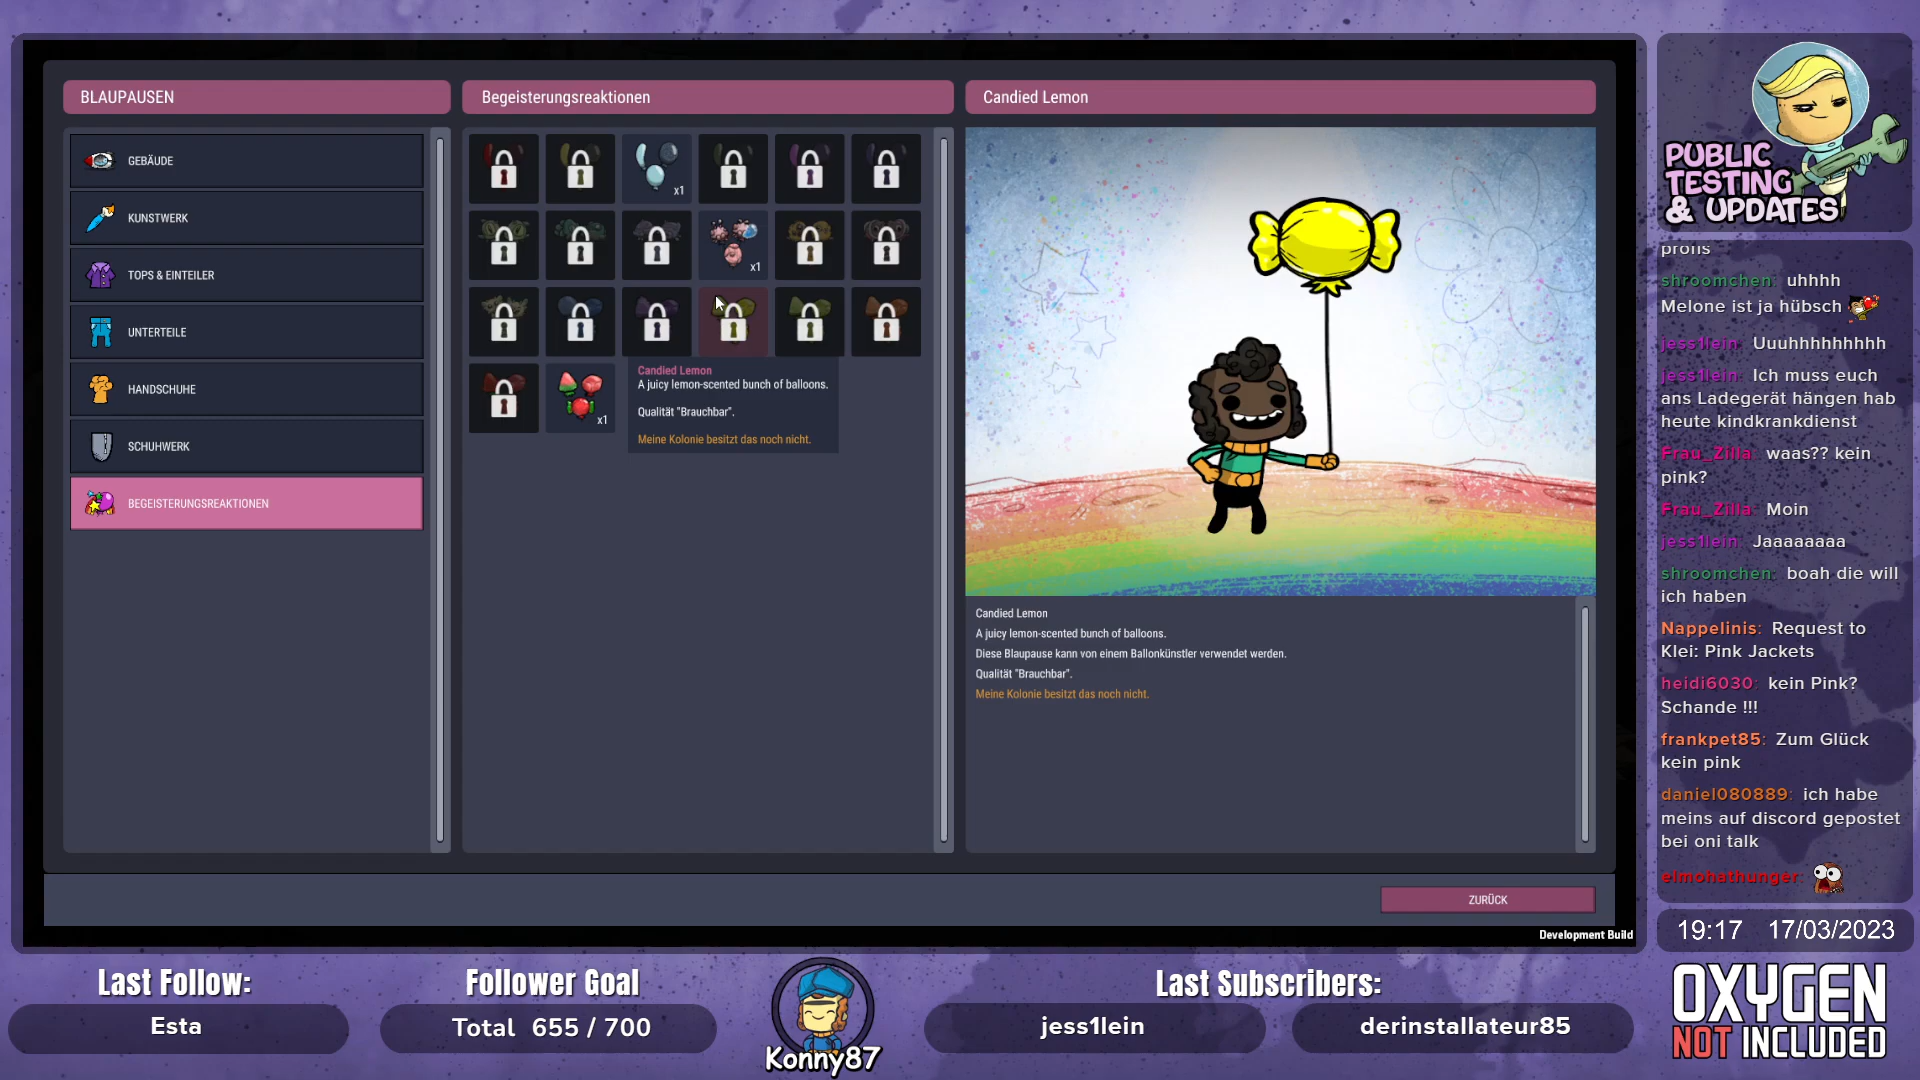 BLAUPAUSEN
GEBÄUDE
KUNSTWERK
TOPS & EINTEILER
UNTERTEILE
HANDSCHUHE
SCHUHWERK
BEGEISTERUNGSREAKTIONEN
Begeisterungsreaktionen
x1
x1
x1
Candied Lemon
A juicy lemon-scented bunch of balloons.
Qualität "Brauchbar".
Meine Kolonie besitzt das noch nicht.
Candied Lemon
Candied Lemon
A juicy lemon-scented bunch of balloons.
Diese Blaupause kann von einem Ballonkünstler verwendet werden.
Qualität "Brauchbar".
Meine Kolonie besitzt das noch nicht.
ZURÜCK
Development Build
PUBLIC
TESTING
& UPDATES
profis
shroomchen: uhhhh
Melone ist ja hübsch
jess1lein: Uuuhhhhhhhhh
jess1lein: Ich muss euch
ans Ladegerät hängen hab
heute kindkrankdienst
Frau_Zilla: waas?? kein
pink?
Frau_Zilla: Moin
jess1lein: Jaaaaaaaa
shroomchen: boah die will
ich haben
Nappelinis: Request to
Klei: Pink Jackets
heidi6030: kein Pink?
Schande !!!
frankpet85: Zum Glück
kein pink
daniel080889: ich habe
meins auf discord gepostet
bei oni talk
elmohathunger:
19:17 17/03/2023
Last Follow:
Esta
Follower Goal
Total 655 / 700
Konny87
Last Subscribers:
jess1lein
derinstallateur85
OXYGEN
NOT INCLUDED